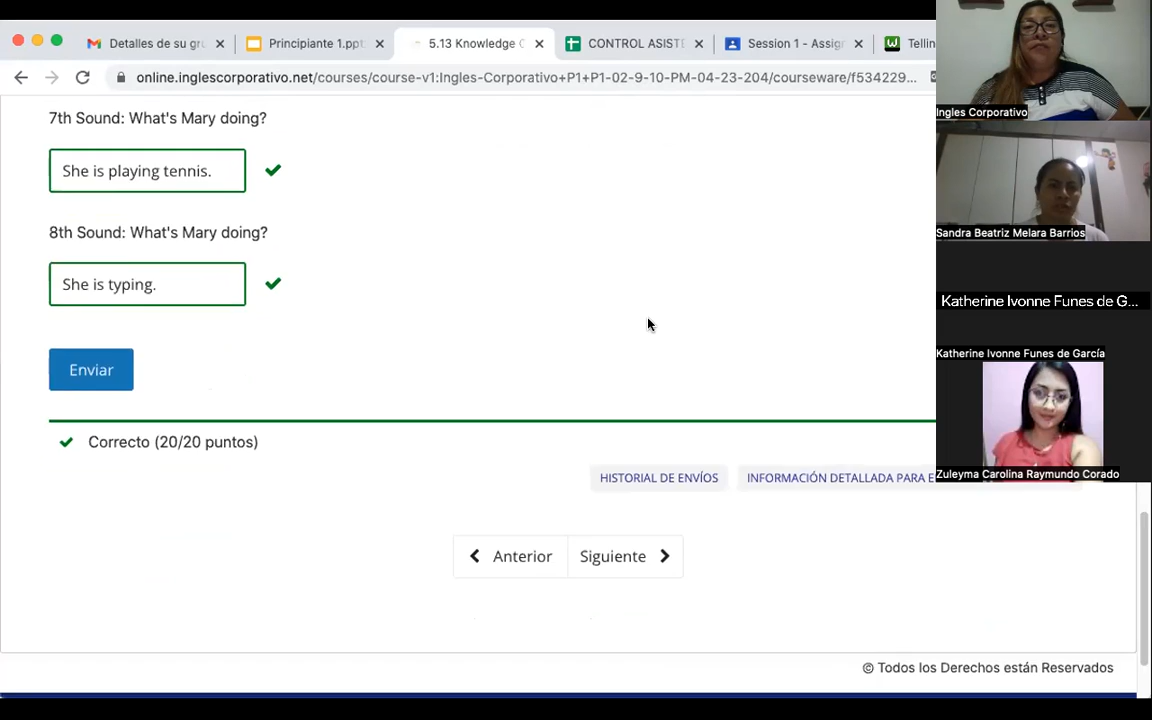 Detalles de su gru
Principiante 1.ppt
5.13 Knowledge C
CONTROL ASIST
Session 1 - Assig
Tellin
online.inglescorporativo.net/courses/course-v1:Ingles-Corporativo+P1+P1-02-9-10-PM-04-23-204/courseware/f534229...
7th Sound: What's Mary doing?
She is playing tennis.
8th Sound: What's Mary doing?
She is typing.
Enviar
Correcto (20/20 puntos)
HISTORIAL DE ENVÍOS
INFORMACIÓN DETALLADA PARA E
Anterior
Siguiente
© Todos los Derechos están Reservados
Ingles Corporativo
Sandra Beatriz Melara Barrios
Katherine Ivonne Funes de G...
Katherine Ivonne Funes de García
Zuleyma Carolina Raymundo Corado